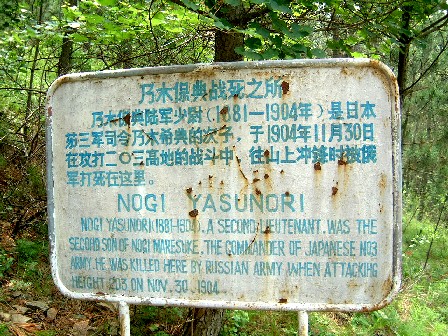 乃木保典战死之所
乃木保典陆军少尉(1881—1904年)是日本
第三军司令乃木希典的次子，于1904年11月30日
在攻打二〇三高地的战斗中，往山上冲锋时被俄
军打死在这里。
NOGI YASUNORI
NOGI YASUNORI(1881-1904), A SECOND LIEUTENANT, WAS THE
SECOND SON OF NOGI MARESUKE, THE COMMANDER OF JAPANESE NO.3
ARMY. HE WAS KILLED HERE BY RUSSIAN ARMY WHEN ATTACKING
HEIGHT 203 ON NOV. 30, 1904.